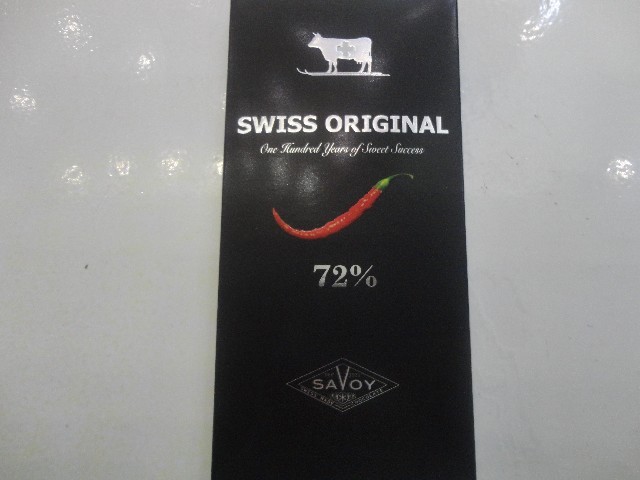 SWISS ORIGINAL
One Hundred Years of Sweet Success
72%
SAVOY